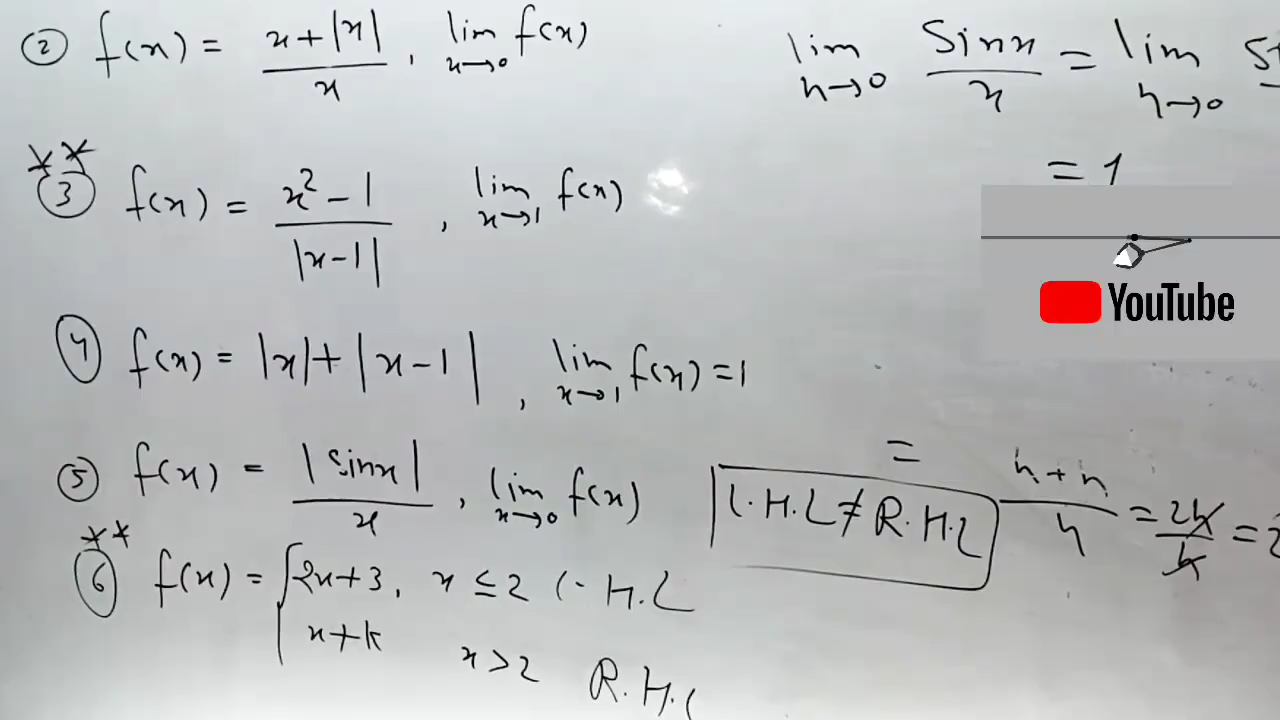 ② f(x) = x+|x| / x , lim x→0 f(x)
lim h→0 Sinx / x = lim h→0
= 1
** ③ f(x) = x² - 1 / |x-1| , lim x→1 f(x)
YouTube
④ f(x) = |x| + |x-1| , lim x→1 f(x) = 1
⑤ f(x) = |sinx| / x , lim x→0 f(x)
L.H.L ≠ R.H.L
= h+h / h = 2h / h = 2
** ⑥ f(x) = { 2x+3, x ≤ 2 L.H.L
x+k x > 2 R.H.L